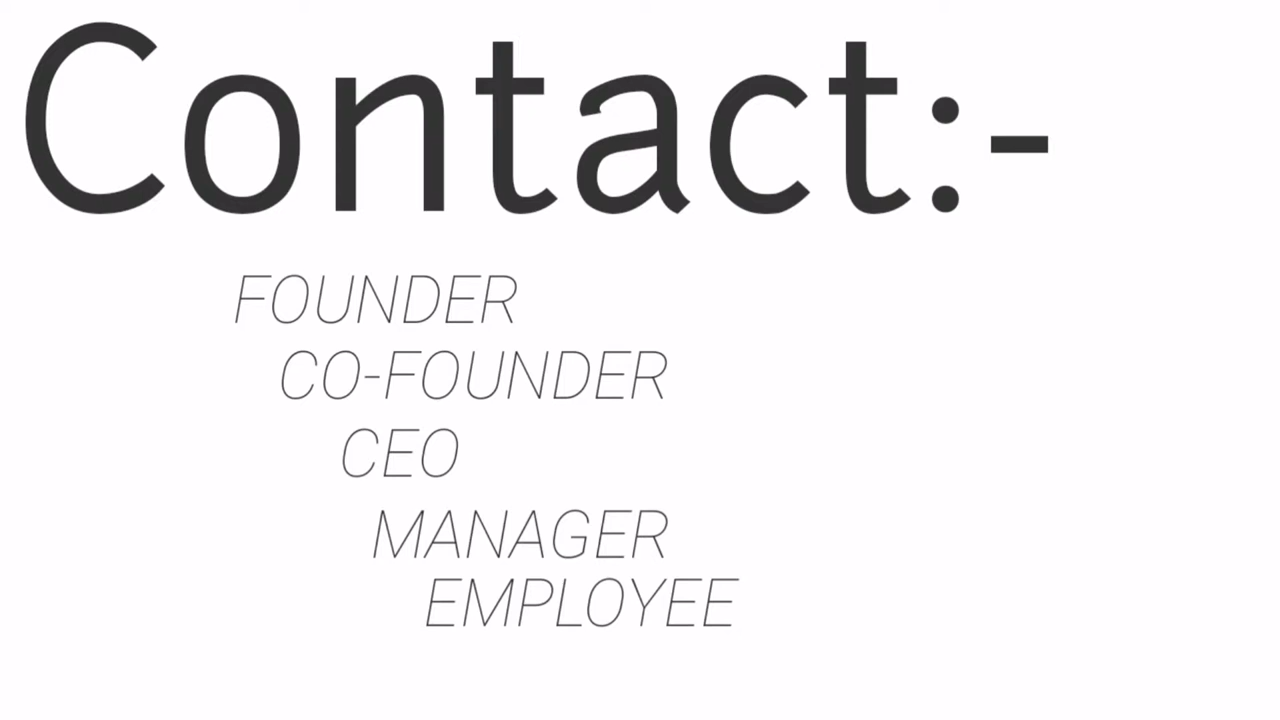 Contact:-
FOUNDER
CO-FOUNDER
CEO
MANAGER
EMPLOYEE